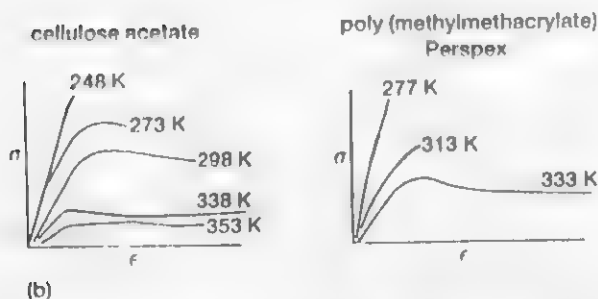 cellulose acetate
248 K
273 K
298 K
338 K
353 K
σ
ϵ
poly (methylmethacrylate)
Perspex
277 K
313 K
333 K
σ
ϵ
(b)